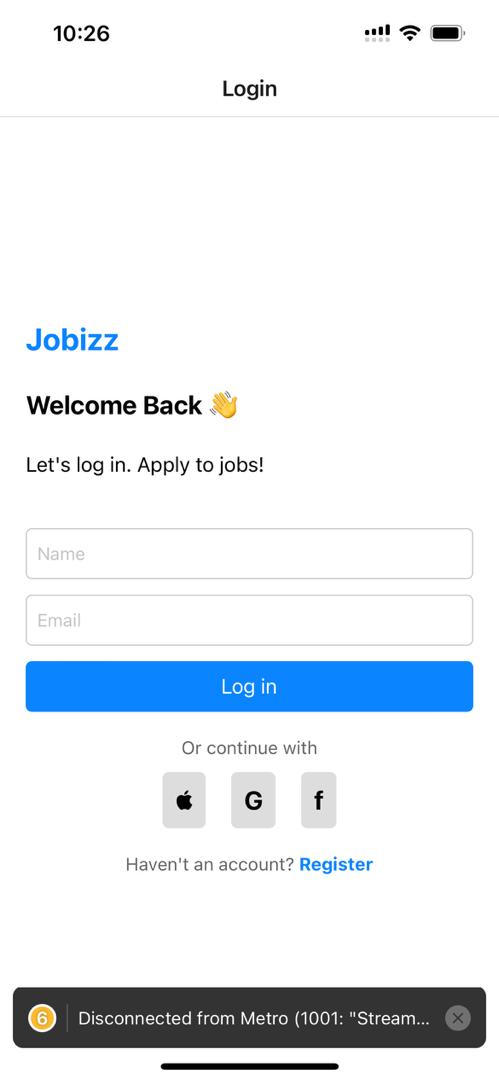 10:26
Login
Jobizz
Welcome Back 👋
Let's log in. Apply to jobs!
Name
Email
Log in
Or continue with
G f
Haven't an account? Register
6 Disconnected from Metro (1001: "Stream...